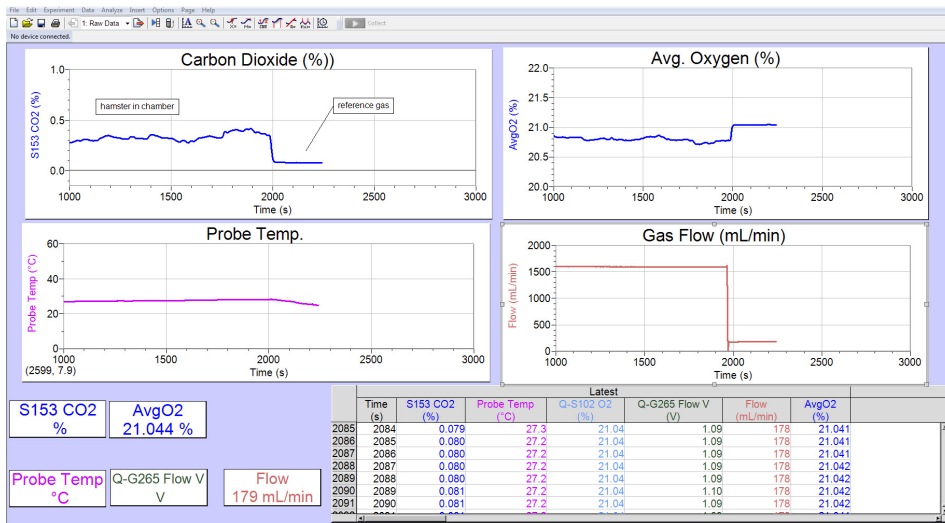 File Edit Experiment Data Analyze Insert Options Page Help
1: Raw Data
Collect
No device connected.
Carbon Dioxide (%))
S153 CO2 (%)
1.0
0.5
0.0
hamster in chamber
reference gas
1000 1500 2000 2500 3000
Time (s)
Avg. Oxygen (%)
AvgO2 (%)
22.0
21.5
21.0
20.5
20.0
1000 1500 2000 2500 3000
Time (s)
Probe Temp.
Probe Temp (°C)
60
40
20
0
1000 1500 2000 2500 3000
(2599, 7.9)
Time (s)
Gas Flow (mL/min)
Flow (mL/min)
2000
1500
1000
500
0
1000 1500 2000 2500 3000
Time (s)
S153 CO2
%
AvgO2
21.044 %
Probe Temp
°C
Q-G265 Flow V
V
Flow
179 mL/min
Latest
Time S153 CO2 Probe Temp Q-S102 O2 Q-G265 Flow V Flow AvgO2
(s) (%) (°C) (%) (V) (mL/min) (%)
2085 2084 0.079 27.3 21.04 1.09 178 21.041
2086 2085 0.080 27.2 21.04 1.09 178 21.041
2087 2086 0.080 27.2 21.04 1.09 178 21.041
2088 2087 0.080 27.2 21.04 1.09 178 21.042
2089 2088 0.080 27.2 21.04 1.09 178 21.042
2090 2089 0.081 27.2 21.04 1.10 178 21.042
2091 2090 0.081 27.2 21.04 1.09 178 21.042